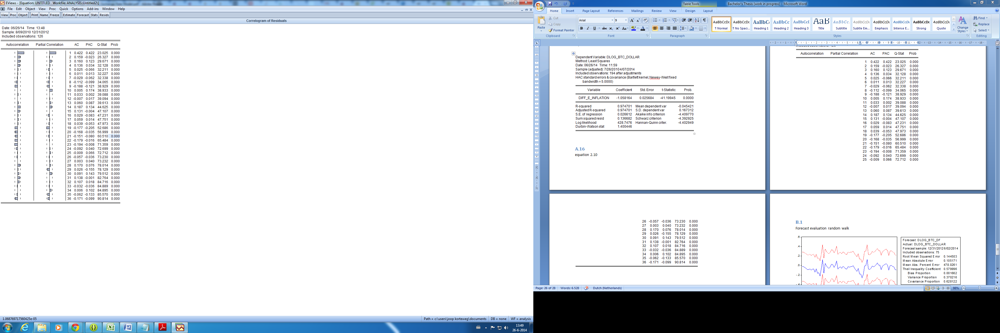 EViews - [Equation: UNTITLED   Workfile: ANALYSIS::Untitled2\]
File Edit Object View Proc Quick Options Add-ins Window Help
View Proc Object Print Name Freeze Estimate Forecast Stats Resids
Correlogram of Residuals
Date: 06/26/14   Time: 13:48
Sample: 8/09/2010 12/31/2012
Included observations: 126
Autocorrelation Partial Correlation AC PAC Q-Stat Prob
1 0.422 0.422 23.025 0.000
2 0.159 -0.023 26.327 0.000
3 0.160 0.123 29.671 0.000
4 0.136 0.034 32.128 0.000
5 0.025 -0.066 32.211 0.000
6 0.011 0.013 32.227 0.000
7 -0.029 -0.062 32.338 0.000
8 -0.112 -0.099 34.065 0.000
9 -0.188 -0.121 38.929 0.000
10 0.005 0.174 38.933 0.000
11 0.033 0.002 39.088 0.000
12 -0.007 0.017 39.094 0.000
13 0.060 0.087 39.613 0.000
14 0.187 0.134 44.625 0.000
15 0.131 -0.004 47.107 0.000
16 0.029 -0.083 47.231 0.000
17 0.059 0.014 47.751 0.000
18 0.039 -0.053 47.973 0.000
19 -0.177 -0.205 52.686 0.000
20 -0.168 -0.035 56.999 0.000
21 -0.151 -0.080 60.510 0.000
22 -0.179 -0.016 65.484 0.000
23 -0.194 -0.008 71.359 0.000
24 -0.092 0.040 72.699 0.000
25 -0.009 0.066 72.712 0.000
26 -0.057 -0.036 73.230 0.000
27 0.003 0.040 73.232 0.000
28 0.170 0.076 78.014 0.000
29 0.026 -0.155 78.129 0.000
30 0.091 0.143 79.512 0.000
31 0.138 -0.001 82.764 0.000
32 0.107 0.018 84.716 0.000
33 -0.032 -0.036 84.889 0.000
34 0.006 0.102 84.895 0.000
35 -0.062 -0.133 85.570 0.000
36 -0.171 -0.099 90.814 0.000
1.068769717560425e-05
Path = c:\users\joop korteweg\documents DB = none WF = analysis
13:49
26-6-2014
Table Tools Bachelor's Thesis (work in progress) - Microsoft Word
Home Insert Page Layout References Mailings Review View Design Layout
Paste Cut Copy Format Painter
Arial 9
AaBbCcDc AaBbCcDc AaBbC AaBbCc AaBbCcI AaB AaBbCc. AaBbCcDc AaBbCcDc AaBbCcDc AaBbCcDc AaBbCcDc
¶ Normal ¶ No Spaci... Heading 1 Heading 2 Heading 3 Title Subtitle Subtle Em... Emphasis Intense E... Strong Quote
Change Styles
Find Replace Select
Clipboard Font Paragraph Styles Editing
Dependent Variable: DLOG_BTC_DOLLAR
Method: Least Squares
Date: 06/26/14   Time: 11:59
Sample (adjusted): 7/26/2010 4/07/2014
Included observations: 194 after adjustments
HAC standard errors & covariance (Bartlett kernel, Newey-West fixed
bandwidth = 5.0000)
Variable Coefficient Std. Error t-Statistic Prob.
DIFF_E_INFLATION -1.058164 0.025684 -41.19945 0.0000
R-squared 0.974701 Mean dependent var -0.045421
Adjusted R-squared 0.974701 S.D. dependent var 0.167312
S.E. of regression 0.026612 Akaike info criterion -4.409770
Sum squared resid 0.136682 Schwarz criterion -4.392925
Log likelihood 428.7476 Hannan-Quinn criter. -4.402949
Durbin-Watson stat 1.400446
A.16
equation 2.10
Autocorrelation Partial Correlation AC PAC Q-Stat Prob
1 0.422 0.422 23.025 0.000
2 0.159 -0.023 26.327 0.000
3 0.160 0.123 29.671 0.000
4 0.136 0.034 32.128 0.000
5 0.025 -0.066 32.211 0.000
6 0.011 0.013 32.227 0.000
7 -0.029 -0.062 32.338 0.000
8 -0.112 -0.099 34.065 0.000
9 -0.188 -0.121 38.929 0.000
10 0.005 0.174 38.933 0.000
11 0.033 0.002 39.088 0.000
12 -0.007 0.017 39.094 0.000
13 0.060 0.087 39.613 0.000
14 0.187 0.134 44.625 0.000
15 0.131 -0.004 47.107 0.000
16 0.029 -0.083 47.231 0.000
17 0.059 0.014 47.751 0.000
18 0.039 -0.053 47.973 0.000
19 -0.177 -0.205 52.686 0.000
20 -0.168 -0.035 56.999 0.000
21 -0.151 -0.080 60.510 0.000
22 -0.179 -0.016 65.484 0.000
23 -0.194 -0.008 71.359 0.000
24 -0.092 0.040 72.699 0.000
25 -0.009 0.066 72.712 0.000
26 -0.057 -0.036 73.230 0.000
27 0.003 0.040 73.232 0.000
28 0.170 0.076 78.014 0.000
29 0.026 -0.155 78.129 0.000
30 0.091 0.143 79.512 0.000
31 0.138 -0.001 82.764 0.000
32 0.107 0.018 84.716 0.000
33 -0.032 -0.036 84.889 0.000
34 0.006 0.102 84.895 0.000
35 -0.062 -0.133 85.570 0.000
36 -0.171 -0.099 90.814 0.000
B.1
Forecast evaluation random walk
.6
.4
.2
.0
-.2
Forecast: DLOG_BTC_DF
Actual: DLOG_BTC_DOLLAR
Forecast sample: 12/31/2012 6/02/2014
Included observations: 75
Root Mean Squared Error 0.144503
Mean Absolute Error 0.105171
Mean Abs. Percent Error 478.0261
Theil Inequality Coefficient 0.579996
Bias Proportion 0.001662
Variance Proportion 0.370216
Covariance Proportion 0.628122
Page: 26 of 28 Words: 6.528 Dutch (Netherlands) 98%